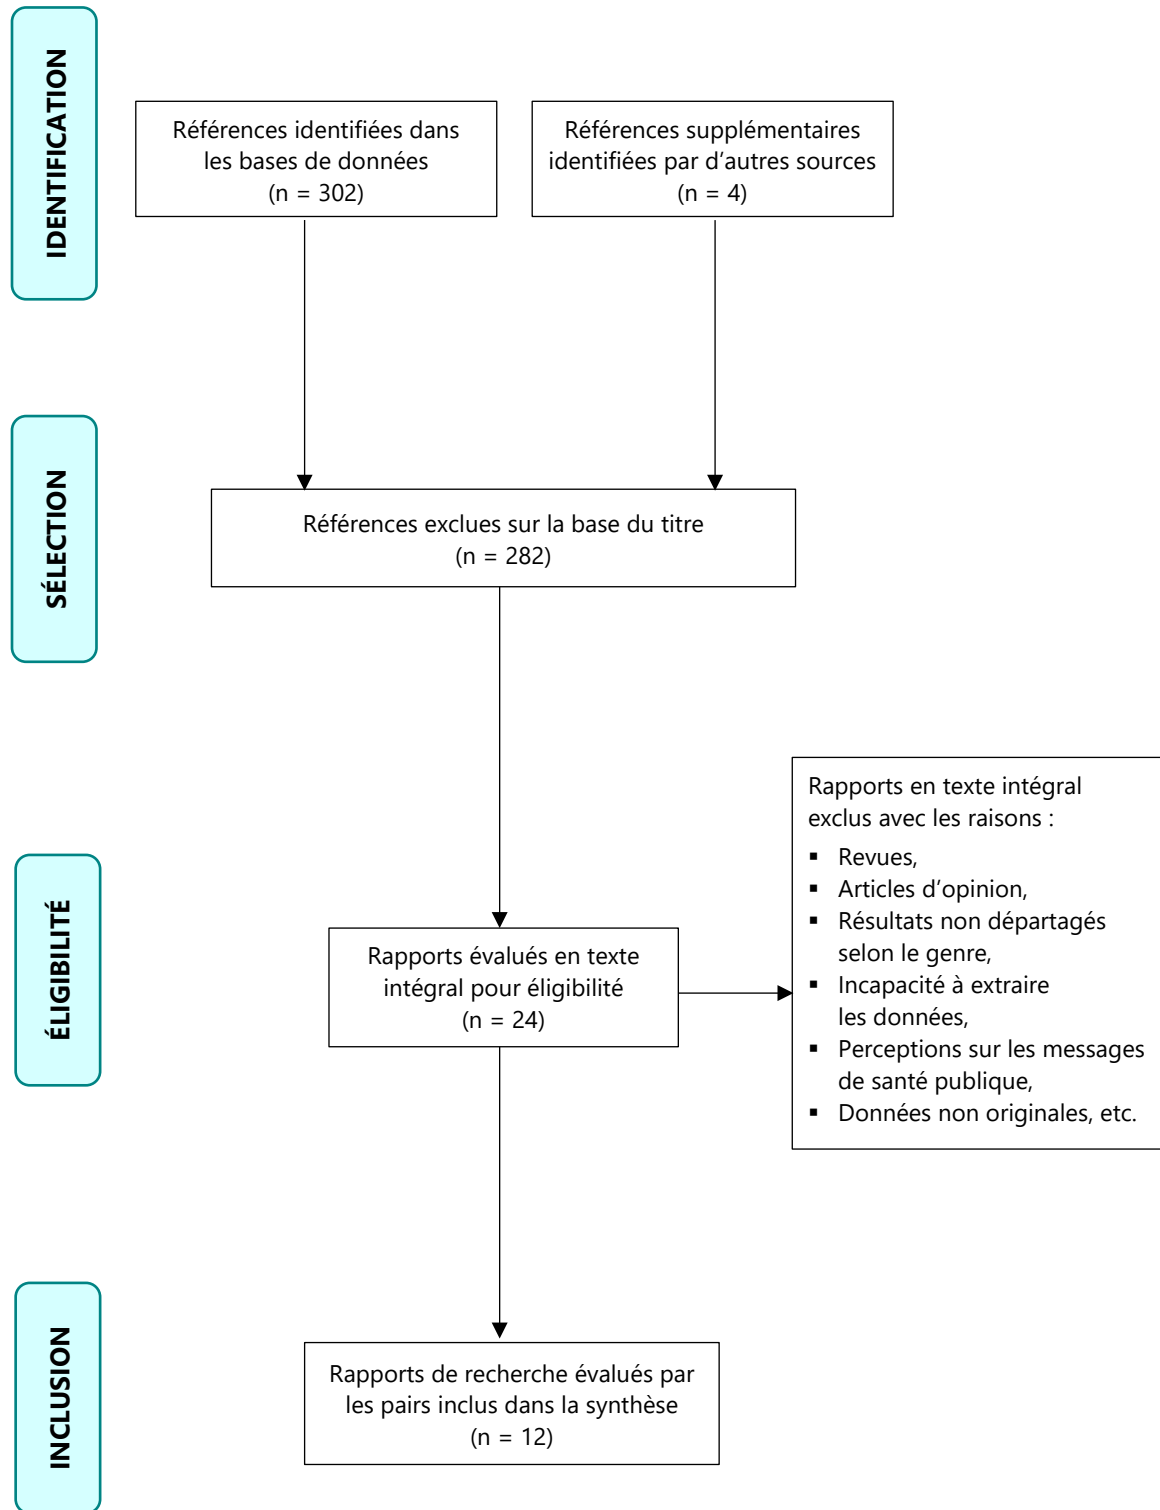 IDENTIFICATION
Références identifiées dans
les bases de données
(n = 302)
Références supplémentaires
identifiées par d’autres sources
(n = 4)
SÉLECTION
Références exclues sur la base du titre
(n = 282)
ÉLIGIBILITÉ
Rapports évalués en texte
intégral pour éligibilité
(n = 24)
Rapports en texte intégral
exclus avec les raisons :
▪ Revues,
▪ Articles d’opinion,
▪ Résultats non départagés
selon le genre,
▪ Incapacité à extraire
les données,
▪ Perceptions sur les messages
de santé publique,
▪ Données non originales, etc.
INCLUSION
Rapports de recherche évalués par
les pairs inclus dans la synthèse
(n = 12)